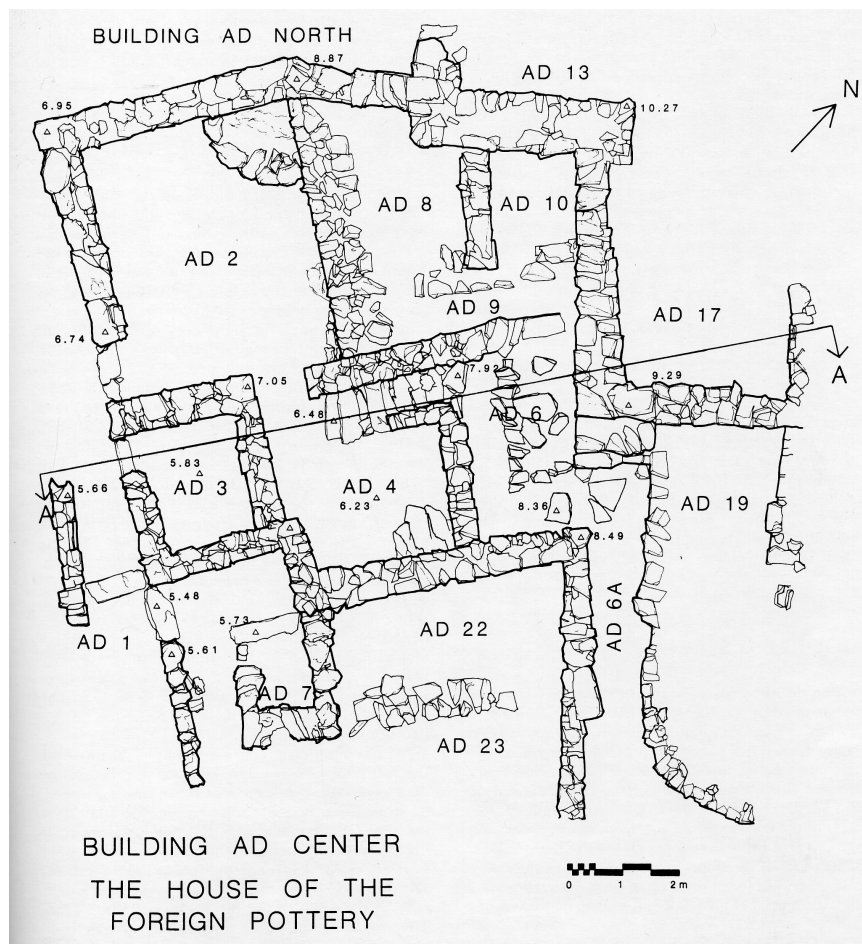 BUILDING AD NORTH
8.87
AD 13
N
6.95
10.27
AD 8
AD 10
AD 2
AD 9
AD 17
6.74
7.92
A
7.05
9.29
6.48
AD 6
5.83
5.66
AD 3
AD 4
A
6.23
8.36
AD 19
8.49
5.48
5.73
AD 22
AD 6A
AD 1
5.61
AD 7
AD 23
BUILDING AD CENTER
THE HOUSE OF THE
FOREIGN POTTERY
0 1 2m